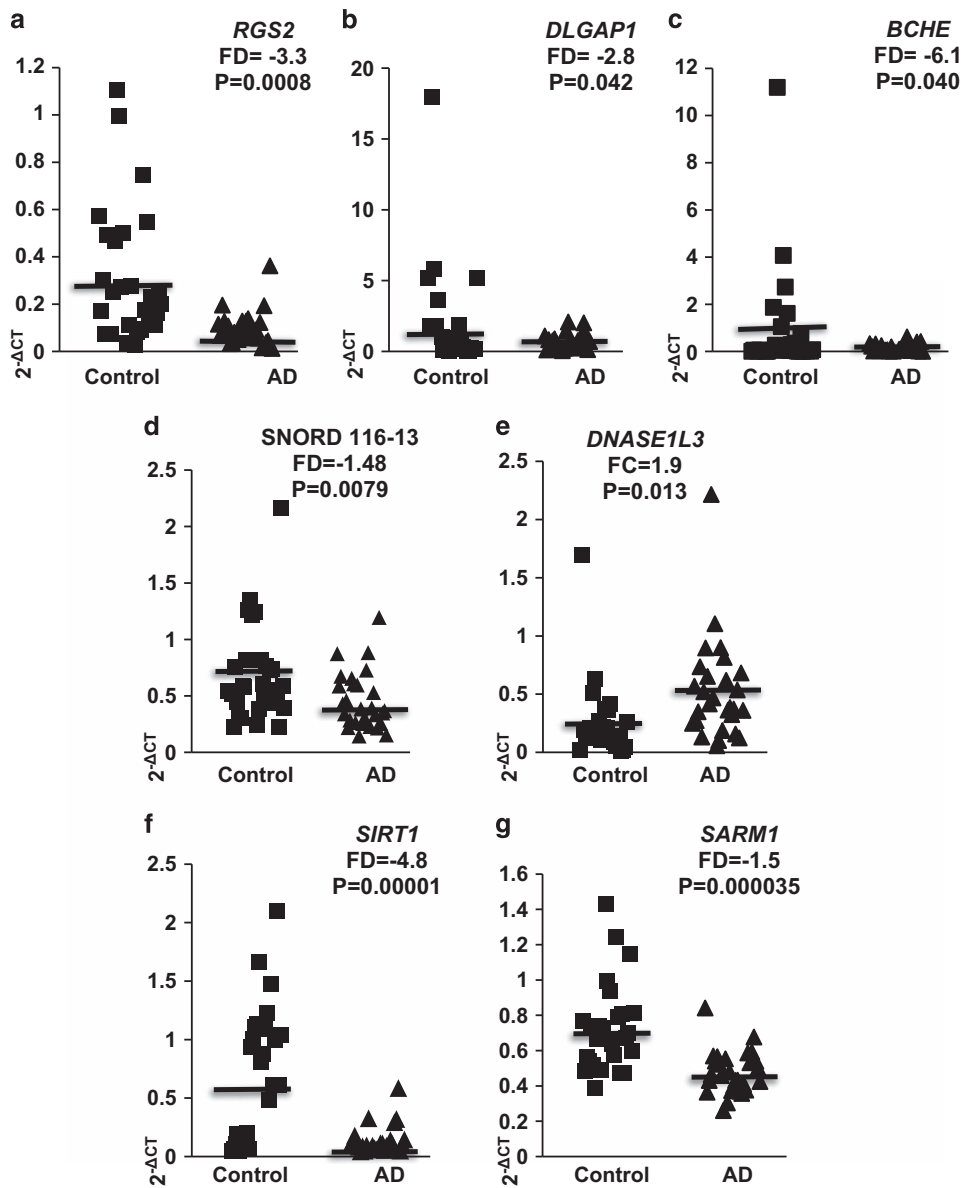 a
RGS2
FD= -3.3
P=0.0008
1.2
1
0.8
0.6
0.4
0.2
0
2-ΔCT
Control
AD
b
DLGAP1
FD= -2.8
P=0.042
20
15
10
5
0
2-ΔCT
Control
AD
c
BCHE
FD= -6.1
P=0.040
12
10
8
6
4
2
0
2-ΔCT
Control
AD
d
SNORD 116-13
FD=-1.48
P=0.0079
2.5
2
1.5
1
0.5
0
2-ΔCT
Control
AD
e
DNASE1L3
FC=1.9
P=0.013
2.5
2
1.5
1
0.5
0
2-ΔCT
Control
AD
f
SIRT1
FD=-4.8
P=0.00001
2.5
2
1.5
1
0.5
0
2-ΔCT
Control
AD
g
SARM1
FD=-1.5
P=0.000035
1.6
1.4
1.2
1
0.8
0.6
0.4
0.2
0
2-ΔCT
Control
AD